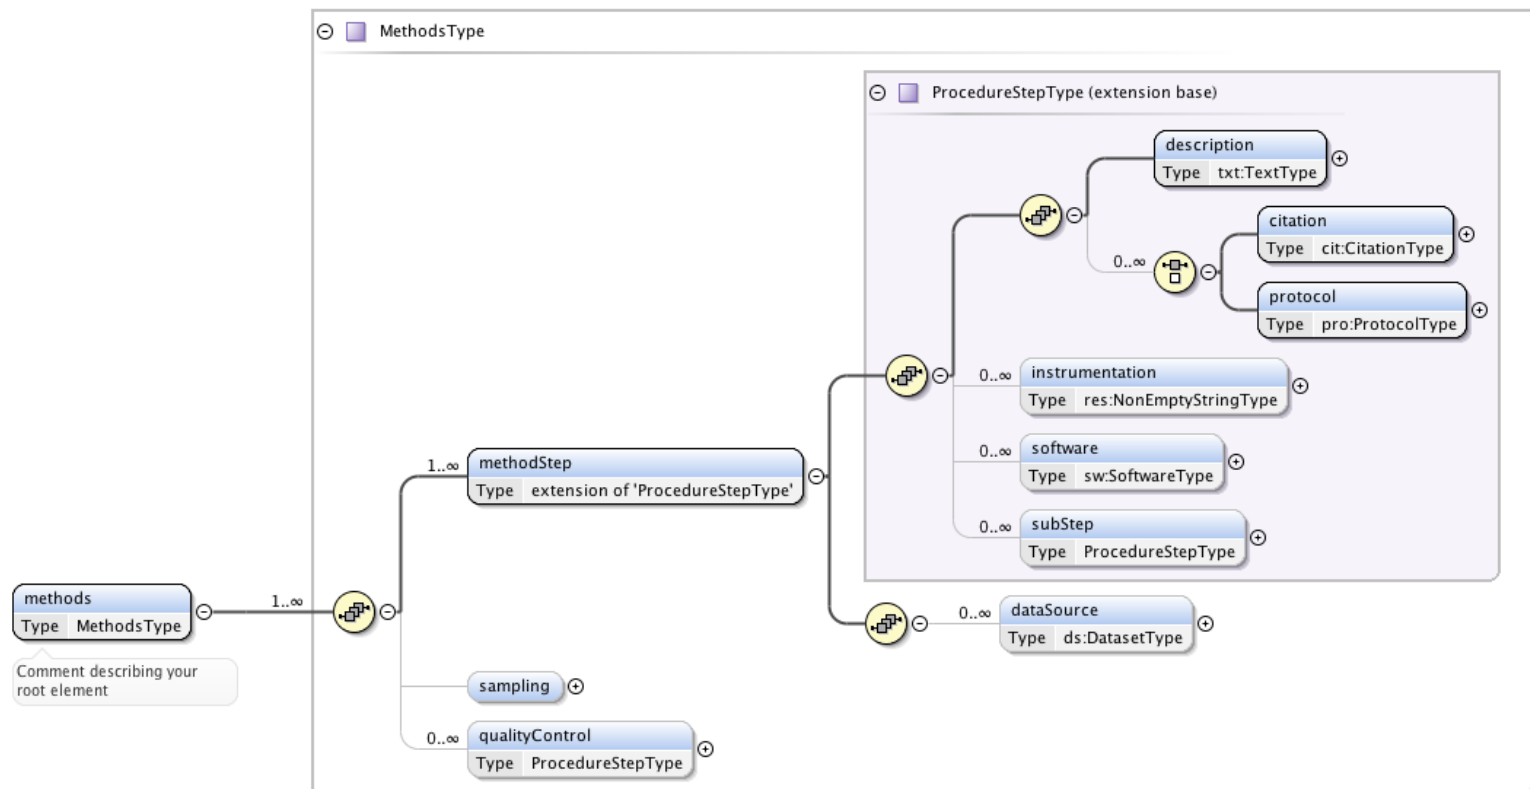 MethodsType
ProcedureStepType (extension base)
description
Type txt:TextType
citation
0..∞
Type cit:CitationType
protocol
Type pro:ProtocolType
0..∞ instrumentation
Type res:NonEmptyStringType
0..∞ software
Type sw:SoftwareType
1..∞ methodStep
Type extension of 'ProcedureStepType'
0..∞ subStep
Type ProcedureStepType
methods
1..∞
Type MethodsType
0..∞ dataSource
Type ds:DatasetType
Comment describing your
root element
sampling
0..∞ qualityControl
Type ProcedureStepType